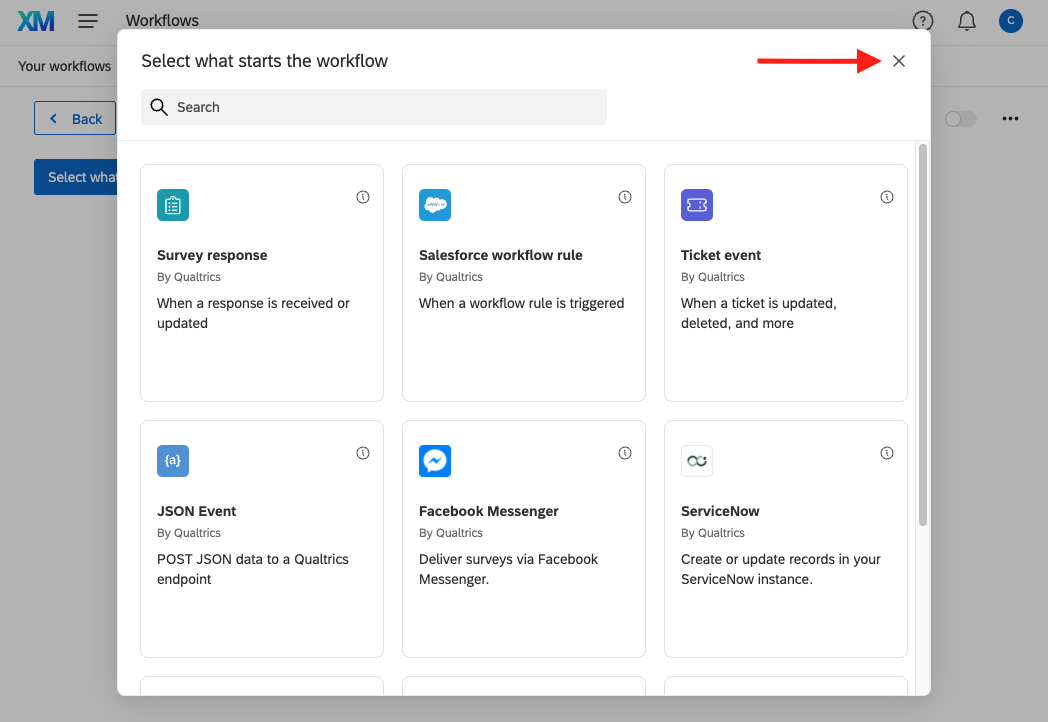 XM
Workflows
?
C
Your workflows
Select what starts the workflow
Search
Back
Select what
Survey response
By Qualtrics
When a response is received or
updated
Salesforce workflow rule
By Qualtrics
When a workflow rule is triggered
Ticket event
By Qualtrics
When a ticket is updated,
deleted, and more
{a}
JSON Event
By Qualtrics
POST JSON data to a Qualtrics
endpoint
Facebook Messenger
By Qualtrics
Deliver surveys via Facebook
Messenger.
ServiceNow
By Qualtrics
Create or update records in your
ServiceNow instance.